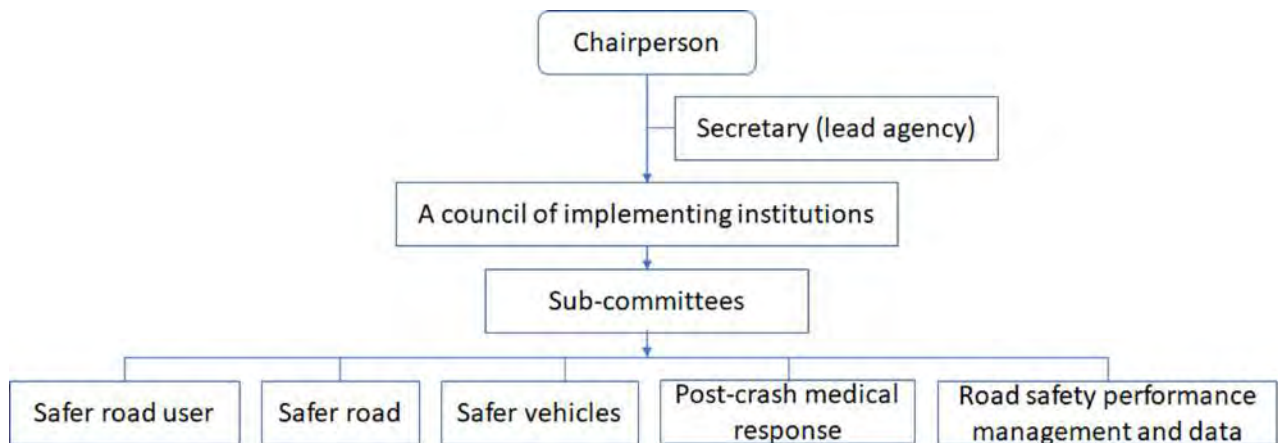 Chairperson
Secretary (lead agency)
A council of implementing institutions
Sub-committees
Safer road user
Safer road
Safer vehicles
Post-crash medical
response
Road safety performance
management and data